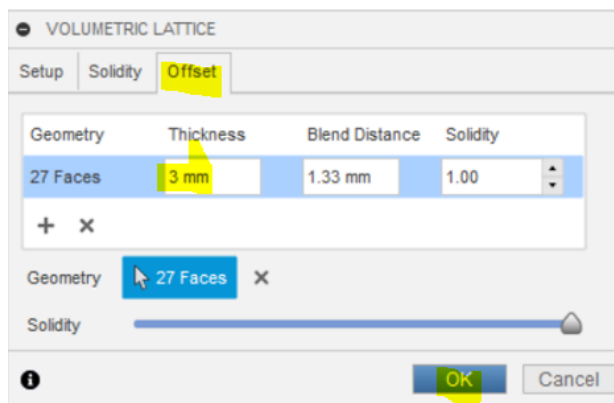 VOLUMETRIC LATTICE
Setup Solidity Offset
Geometry Thickness Blend Distance Solidity
27 Faces 3 mm 1.33 mm 1.00
Geometry 27 Faces
Solidity
OK Cancel